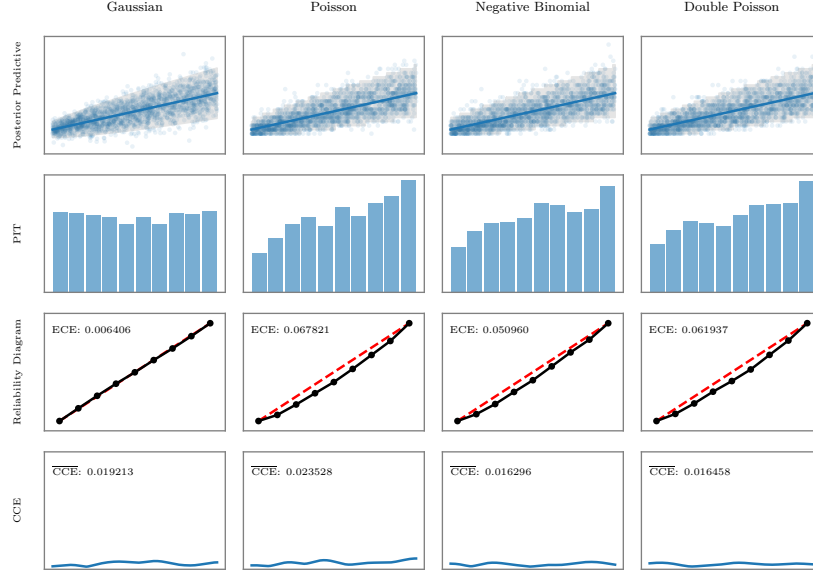 Gaussian
Poisson
Negative Binomial
Double Poisson
Posterior Predictive
PIT
Reliability Diagram
ECE: 0.006406
ECE: 0.067821
ECE: 0.050960
ECE: 0.061937
CCE
CCE: 0.019213
CCE: 0.023528
CCE: 0.016296
CCE: 0.016458